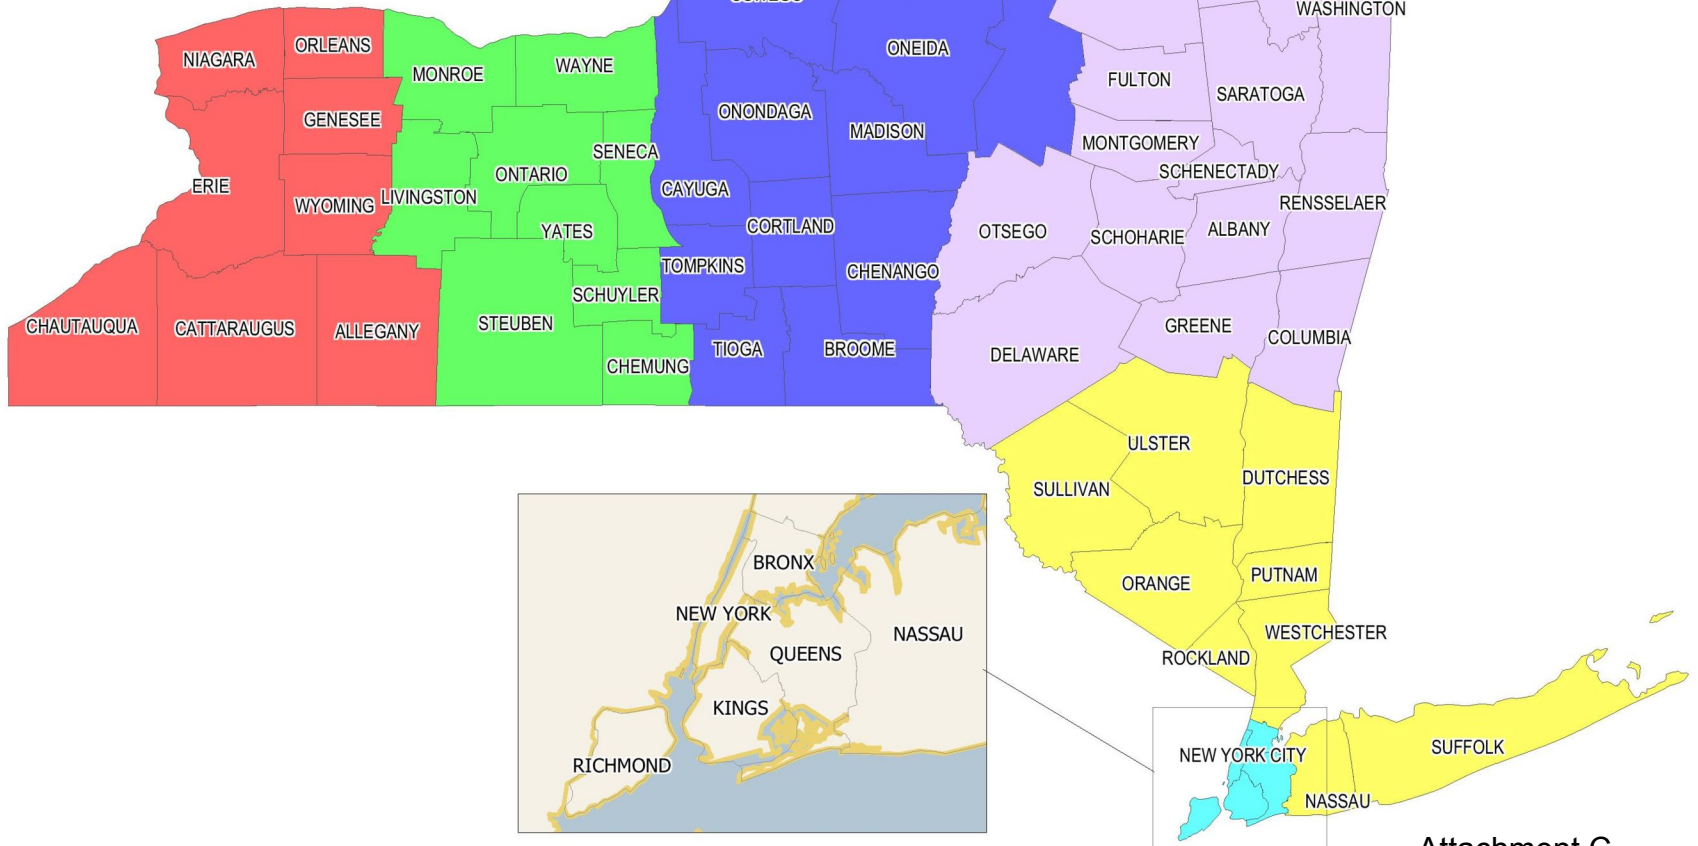 WASHINGTON
NIAGARA
ORLEANS
MONROE
WAYNE
ONEIDA
FULTON
SARATOGA
GENESEE
ONONDAGA
MADISON
MONTGOMERY
SENECA
SCHENECTADY
ERIE
WYOMING
LIVINGSTON
ONTARIO
CAYUGA
RENSSELAER
YATES
CORTLAND
OTSEGO
SCHOHARIE
ALBANY
TOMPKINS
CHENANGO
SCHUYLER
CHAUTAUQUA
CATTARAUGUS
ALLEGANY
STEUBEN
GREENE
COLUMBIA
CHEMUNG
TIOGA
BROOME
DELAWARE
ULSTER
SULLIVAN
DUTCHESS
BRONX
ORANGE
PUTNAM
NEW YORK
NASSAU
WESTCHESTER
QUEENS
ROCKLAND
KINGS
RICHMOND
NEW YORK CITY
SUFFOLK
NASSAU
Attachment C